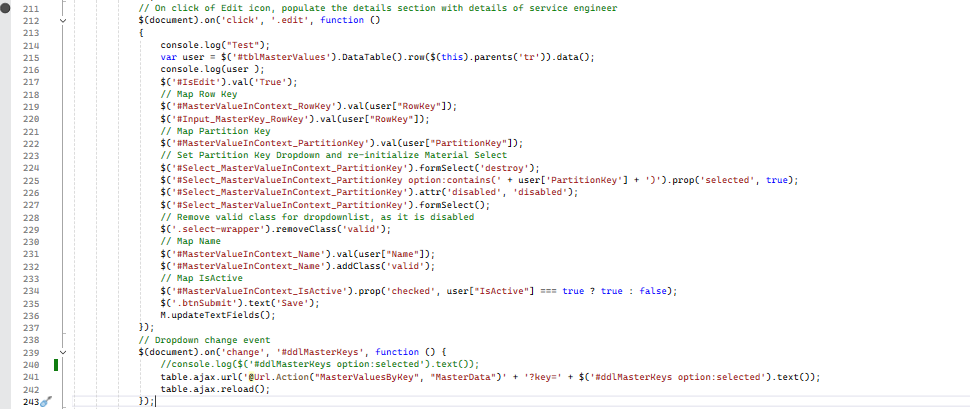 211 // On click of Edit icon, populate the details section with details of service engineer
212 $(document).on('click', '.edit', function ()
213 {
214 console.log("Test");
215 var user = $('#tblMasterValues').DataTable().row($(this).parents('tr')).data();
216 console.log(user );
217 $('#IsEdit').val('True');
218 // Map Row Key
219 $('#MasterValueInContext_RowKey').val(user["RowKey"]);
220 $('#Input_MasterKey_RowKey').val(user["RowKey"]);
221 // Map Partition Key
222 $('#MasterValueInContext_PartitionKey').val(user["PartitionKey"]);
223 // Set Partition Key Dropdown and re-initialize Material Select
224 $('#Select_MasterValueInContext_PartitionKey').formSelect('destroy');
225 $('#Select_MasterValueInContext_PartitionKey option:contains(' + user['PartitionKey'] + ')').prop('selected', true);
226 $('#Select_MasterValueInContext_PartitionKey').attr('disabled', 'disabled');
227 $('#Select_MasterValueInContext_PartitionKey').formSelect();
228 // Remove valid class for dropdownlist, as it is disabled
229 $('.select-wrapper').removeClass('valid');
230 // Map Name
231 $('#MasterValueInContext_Name').val(user["Name"]);
232 $('#MasterValueInContext_Name').addClass('valid');
233 // Map IsActive
234 $('#MasterValueInContext_IsActive').prop('checked', user["IsActive"] === true ? true : false);
235 $('.btnSubmit').text('Save');
236 M.updateTextFields();
237 });
238 // Dropdown change event
239 $(document).on('change', '#ddlMasterKeys', function () {
240 //console.log($('#ddlMasterKeys option:selected').text());
241 table.ajax.url('@Url.Action("MasterValuesByKey", "MasterData")' + '?key=' + $('#ddlMasterKeys option:selected').text());
242 table.ajax.reload();
243 });